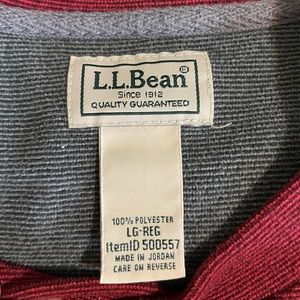 L.L.Bean®
Since 1912
QUALITY GUARANTEED
100% POLYESTER
LG-REG
ItemID 500557
MADE IN JORDAN
CARE ON REVERSE